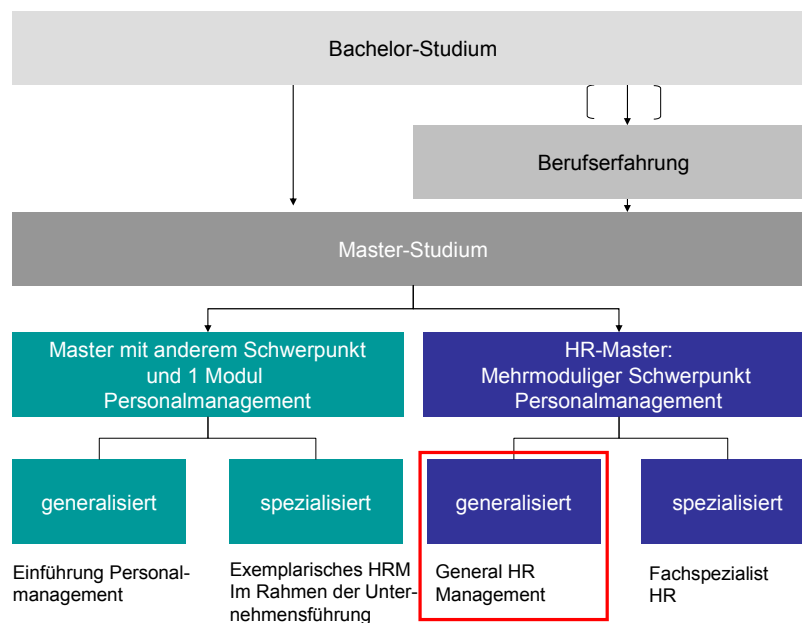 Bachelor-Studium
Berufserfahrung
Master-Studium
Master mit anderem Schwerpunkt
und 1 Modul
Personalmanagement
HR-Master:
Mehrmoduliger Schwerpunkt
Personalmanagement
generalisiert
spezialisiert
generalisiert
spezialisiert
Einführung Personal-
management
Exemplarisches HRM
Im Rahmen der Unter-
nehmensführung
General HR
Management
Fachspezialist
HR